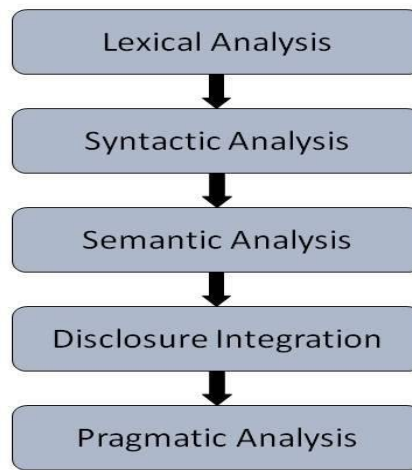 Lexical Analysis
Syntactic Analysis
Semantic Analysis
Disclosure Integration
Pragmatic Analysis